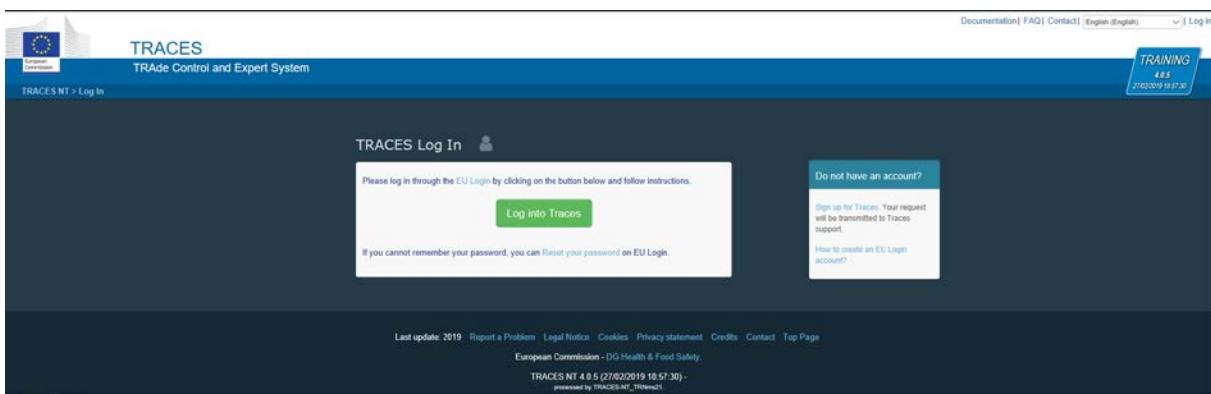 Documentation| FAQ| Contact| English (English) | Log In
European
Commission
TRACES
TRAde Control and Expert System
TRAINING
4.0.5
27/02/2019 18:57:30
TRACES NT > Log In
TRACES Log In
Please log in through the EU Login by clicking on the button below and follow instructions.
Log into Traces
If you cannot remember your password, you can Reset your password on EU Login.
Do not have an account?
Sign up for Traces. Your request
will be transmitted to Traces
support.
How to create an EU Login
account?
Last update: 2019 Report a Problem Legal Notice Cookies Privacy statement Credits Contact Top Page
European Commission - DG Health & Food Safety.
TRACES NT 4.0.5 (27/02/2019 18:57:30) -
processed by TRACES-NT_TRNms21.